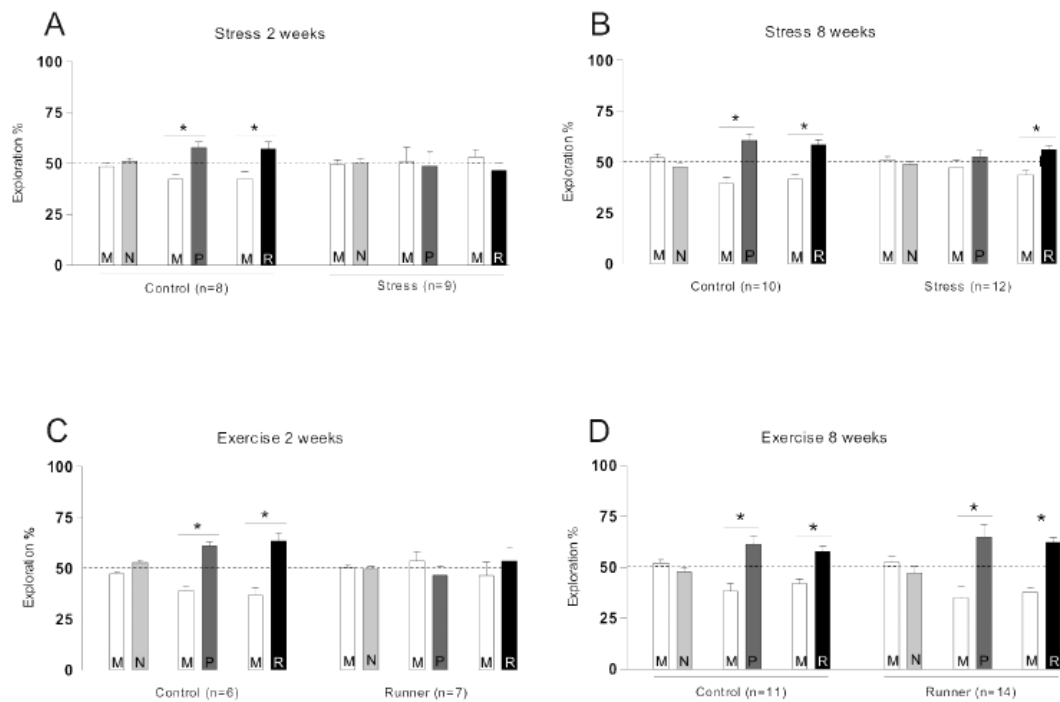 A
Stress 2 weeks
100
75
50
25
0
Exploration %
* *
M N M P M R M N M P M R
Control (n=8) Stress (n=9)
B
Stress 8 weeks
100
75
50
25
0
Exploration %
* * *
M N M P M R M N M P M R
Control (n=10) Stress (n=12)
C
Exercise 2 weeks
100
75
50
25
0
Exploration %
* *
M N M P M R M N M P M R
Control (n=6) Runner (n=7)
D
Exercise 8 weeks
100
75
50
25
0
Exploration %
* * * *
M N M P M R M N M P M R
Control (n=11) Runner (n=14)